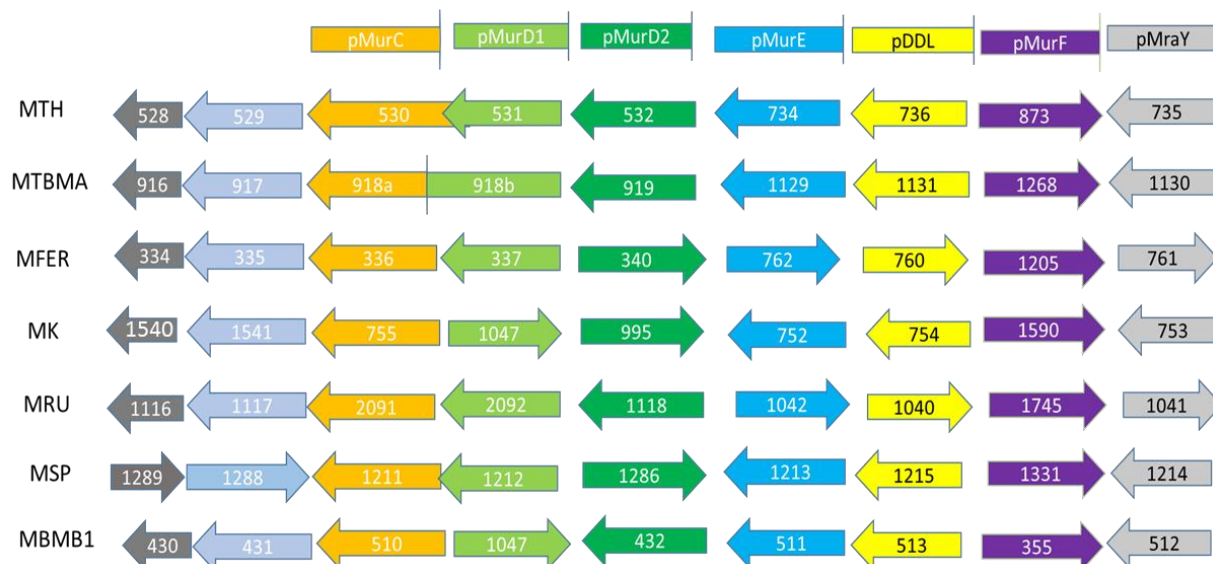 pMurC pMurD1 pMurD2 pMurE pDDL pMurF pMraY
MTH 528 529 530 531 532 734 736 873 735
MTBMA 916 917 918a 918b 919 1129 1131 1268 1130
MFER 334 335 336 337 340 762 760 1205 761
MK 1540 1541 755 1047 995 752 754 1590 753
MRU 1116 1117 2091 2092 1118 1042 1040 1745 1041
MSP 1289 1288 1211 1212 1286 1213 1215 1331 1214
MBMB1 430 431 510 1047 432 511 513 355 512